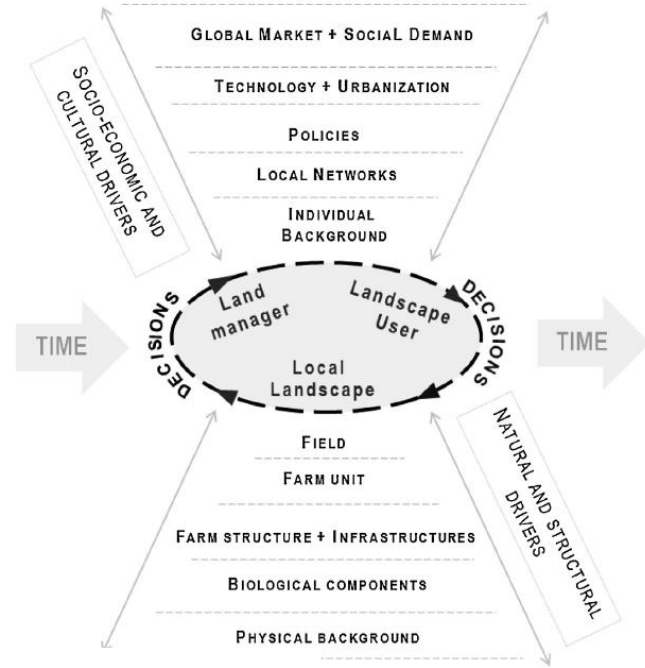 GLOBAL MARKET + SOCIAL DEMAND
TECHNOLOGY + URBANIZATION
POLICIES
LOCAL NETWORKS
INDIVIDUAL
BACKGROUND
SOCIO-ECONOMIC AND
CULTURAL DRIVERS
TIME
DECISIONS
Land
manager
Landscape
User
DECISIONS
Local
Landscape
TIME
FIELD
FARM UNIT
FARM STRUCTURE + INFRASTRUCTURES
BIOLOGICAL COMPONENTS
PHYSICAL BACKGROUND
NATURAL AND STRUCTURAL
DRIVERS